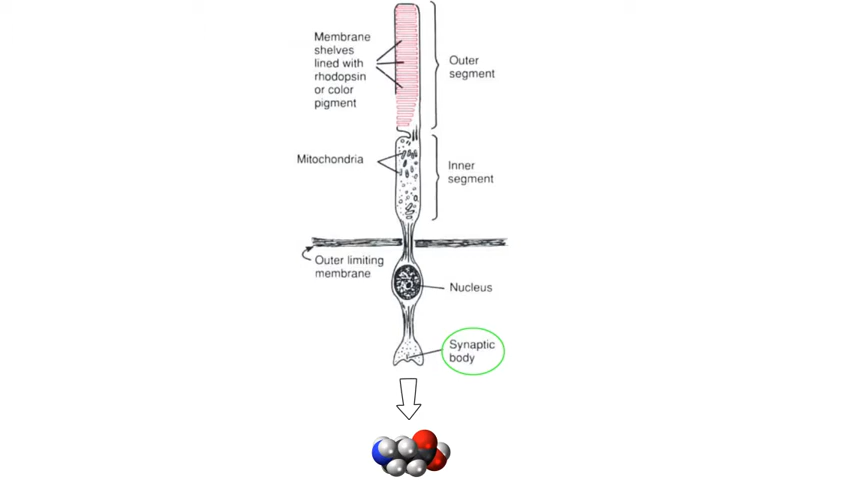 Membrane
shelves
lined with
rhodopsin
or color
pigment
Outer
segment
Mitochondria
Inner
segment
Outer limiting
membrane
Nucleus
Synaptic
body